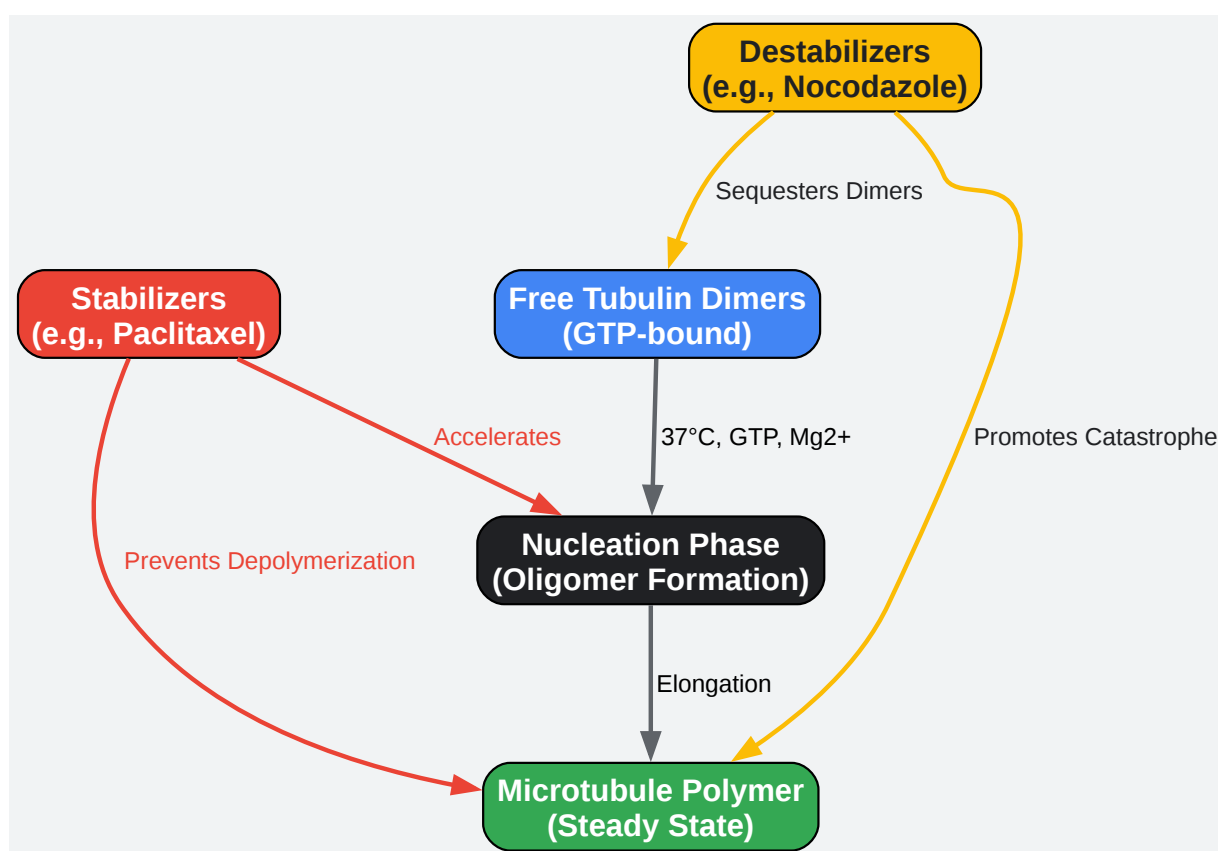 Destabilizers
(e.g., Nocodazole)
Sequesters Dimers
Stabilizers
(e.g., Paclitaxel)
Free Tubulin Dimers
(GTP-bound)
Accelerates
37°C, GTP, Mg2+
Promotes Catastrophe
Nucleation Phase
(Oligomer Formation)
Prevents Depolymerization
Elongation
Microtubule Polymer
(Steady State)